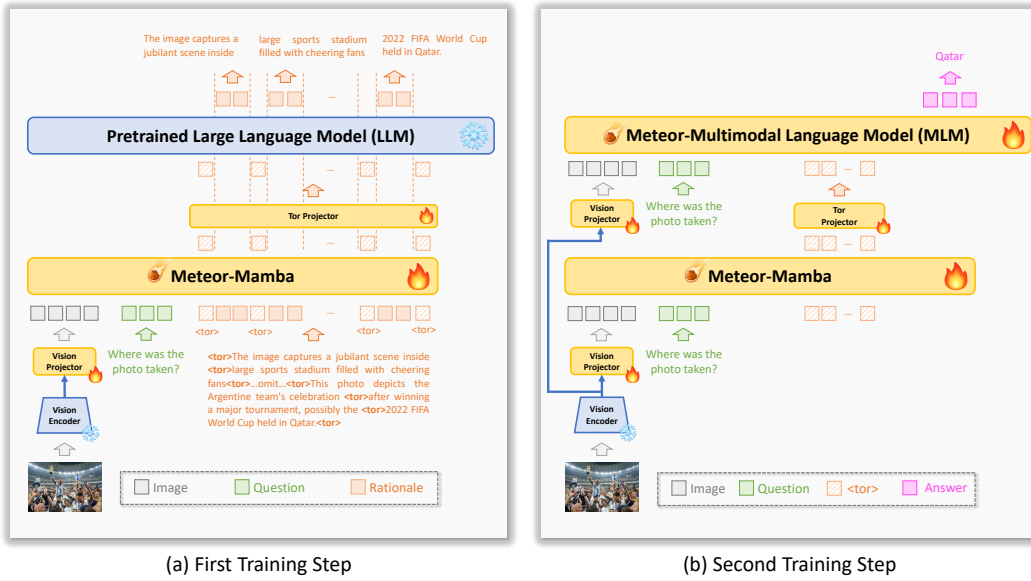 The image captures a
jubilant scene inside
large sports stadium
filled with cheering fans
2022 FIFA World Cup
held in Qatar.
...
Pretrained Large Language Model (LLM)
...
Tor Projector
...
Meteor-Mamba
...
<tor>
<tor>
<tor>
<tor>
Vision
Projector
Where was the
photo taken?
<tor>The image captures a jubilant scene inside
<tor>large sports stadium filled with cheering
fans<tor>...omit...<tor>This photo depicts the
Argentine team's celebration <tor>after winning
a major tournament, possibly the <tor>2022 FIFA
World Cup held in Qatar.<tor>
Vision
Encoder
Image
Question
Rationale
(a) First Training Step
Qatar
Meteor-Multimodal Language Model (MLM)
...
Vision
Projector
Where was the
photo taken?
Tor
Projector
...
Meteor-Mamba
...
Vision
Projector
Where was the
photo taken?
Vision
Encoder
Image
Question
<tor>
Answer
(b) Second Training Step